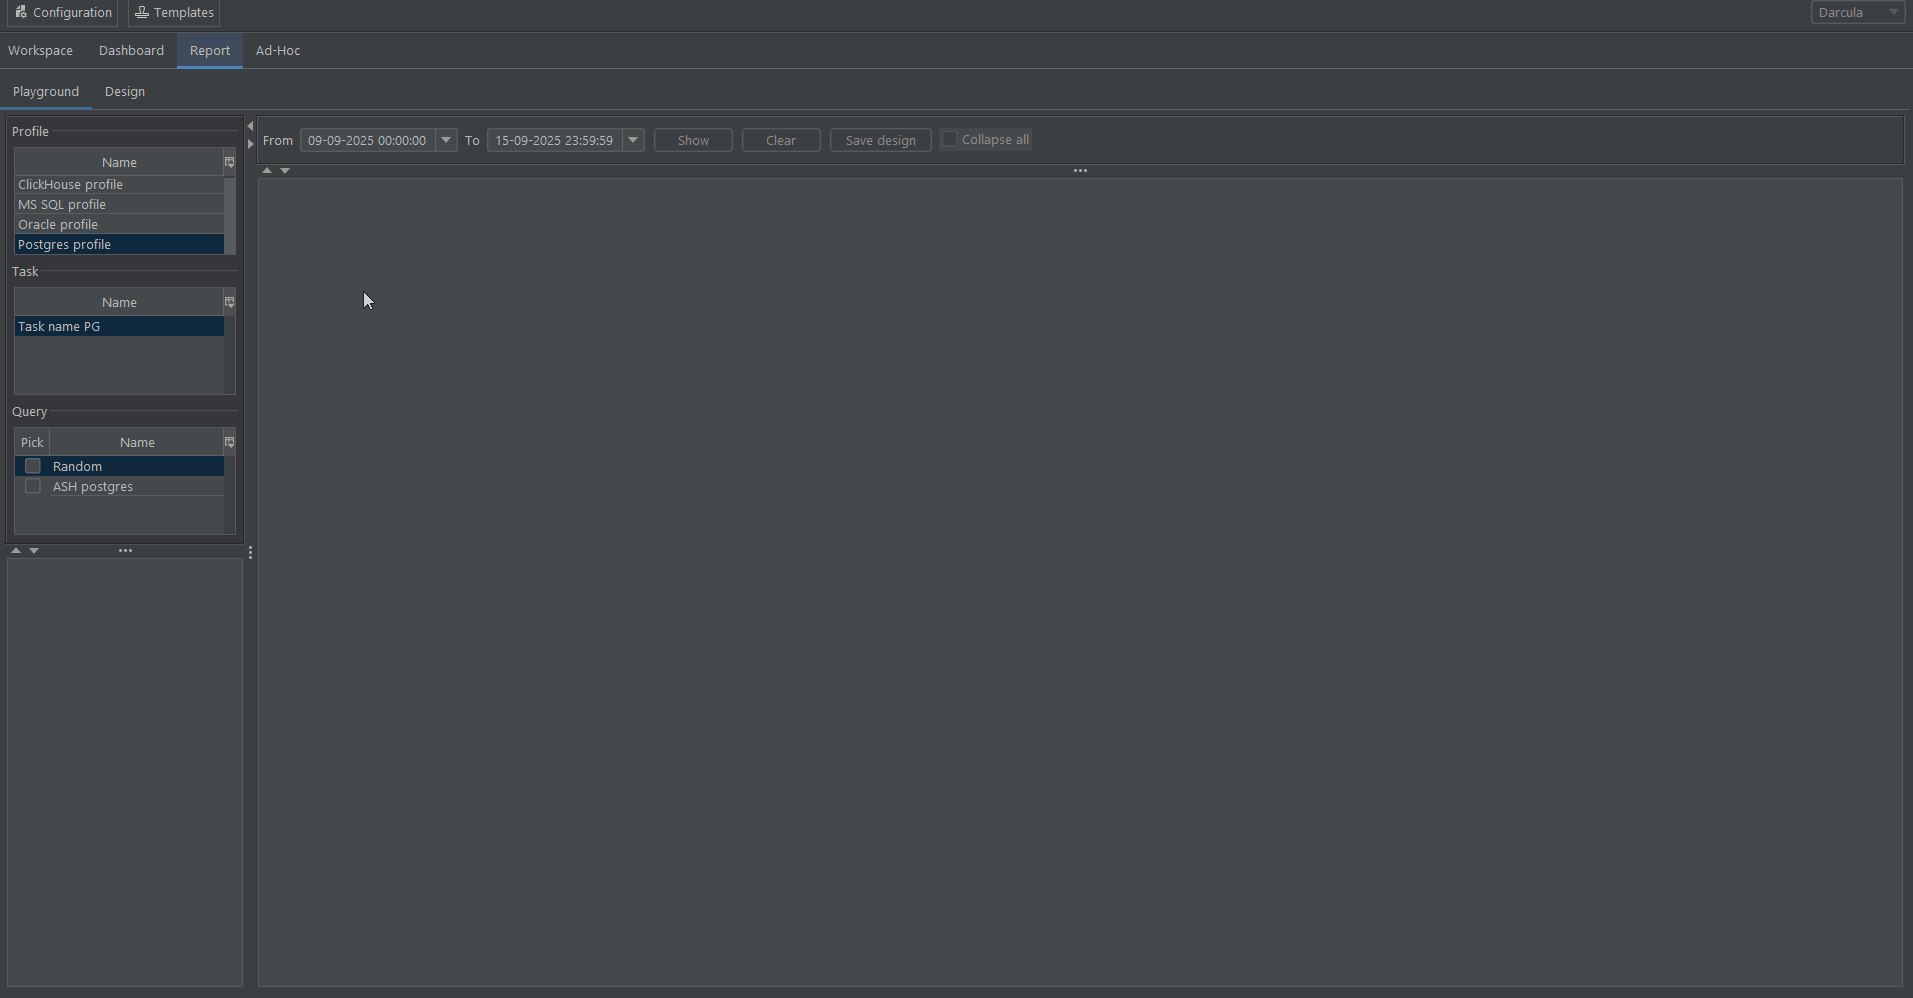 Configuration Templates Darcula
Workspace Dashboard Report Ad-Hoc
Playground Design
Profile
Name
ClickHouse profile
MS SQL profile
Oracle profile
Postgres profile
Task
Name
Task name PG
Query
Pick Name
Random
ASH postgres
From 09-09-2025 00:00:00 To 15-09-2025 23:59:59 Show Clear Save design Collapse all